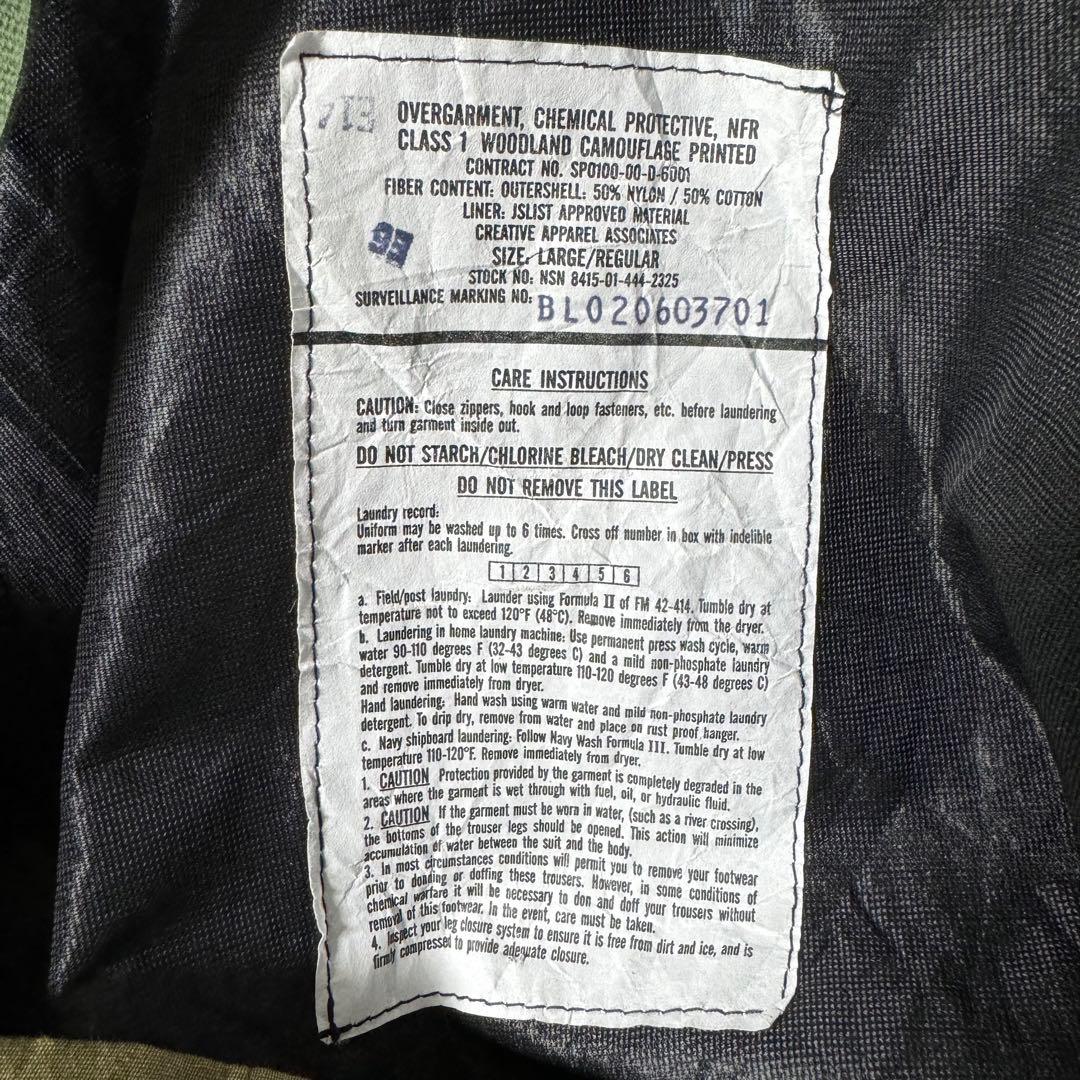 OVERGARMENT, CHEMICAL PROTECTIVE, NFR
CLASS 1 WOODLAND CAMOUFLAGE PRINTED
CONTRACT NO. SP0100-00-D-6001
FIBER CONTENT: OUTERSHELL: 50% NYLON / 50% COTTON
LINER: JSLIST APPROVED MATERIAL
CREATIVE APPAREL ASSOCIATES
SIZE: LARGE/REGULAR
STOCK NO: NSN 8415-01-444-2325
SURVEILLANCE MARKING NO: BL020603701
CARE INSTRUCTIONS
CAUTION: Close zippers, hook and loop fasteners, etc. before laundering
and turn garment inside out.
DO NOT STARCH/CHLORINE BLEACH/DRY CLEAN/PRESS
DO NOT REMOVE THIS LABEL
Laundry record:
Uniform may be washed up to 6 times. Cross off number in box with indelible
marker after each laundering.
1 2 3 4 5 6
a. Field/post laundry: Launder using Formula II of FM 42-414. Tumble dry at
temperature not to exceed 120°F (48°C). Remove immediately from the dryer.
b. Laundering in home laundry machine: Use permanent press wash cycle, warm
water 90-110 degrees F (32-43 degrees C) and a mild non-phosphate laundry
detergent. Tumble dry at low temperature 110-120 degrees F (43-48 degrees C)
and remove immediately from dryer.
Hand laundering: Hand wash using warm water and mild non-phosphate laundry
detergent. To drip dry, remove from water and place on rust proof hanger.
c. Navy shipboard laundering: Follow Navy Wash Formula III. Tumble dry at low
temperature 110-120°F. Remove immediately from dryer.
1. CAUTION Protection provided by the garment is completely degraded in the
areas where the garment is wet through with fuel, oil, or hydraulic fluid.
2. CAUTION If the garment must be worn in water, (such as a river crossing),
the bottoms of the trouser legs should be opened. This action will minimize
accumulation of water between the suit and the body.
3. In most circumstances conditions will permit you to remove your footwear
prior to donding or doffing these trousers. However, in some conditions of
chemical warfare it will be necessary to don and doff your trousers without
removal of this footwear. In the event, care must be taken.
4. Inspect your leg closure system to ensure it is free from dirt and ice, and is
firmly compressed to provide adequate closure.